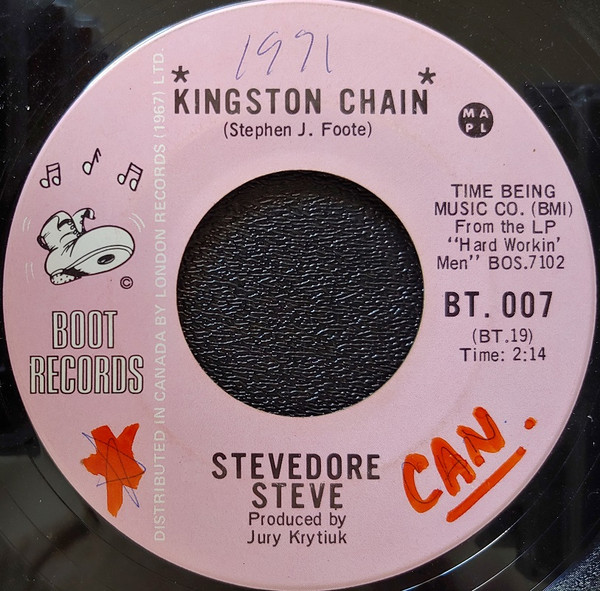 1971
*KINGSTON CHAIN*
(Stephen J. Foote)
MA
PL
TIME BEING
MUSIC CO. (BMI)
From the LP
"Hard Workin'
Men" BOS.7102
BT. 007
(BT.19)
Time: 2:14
©
BOOT
RECORDS
DISTRIBUTED IN CANADA BY LONDON RECORDS (1967) LTD.
STEVEDORE
STEVE
Produced by
Jury Krytiuk
CAN.